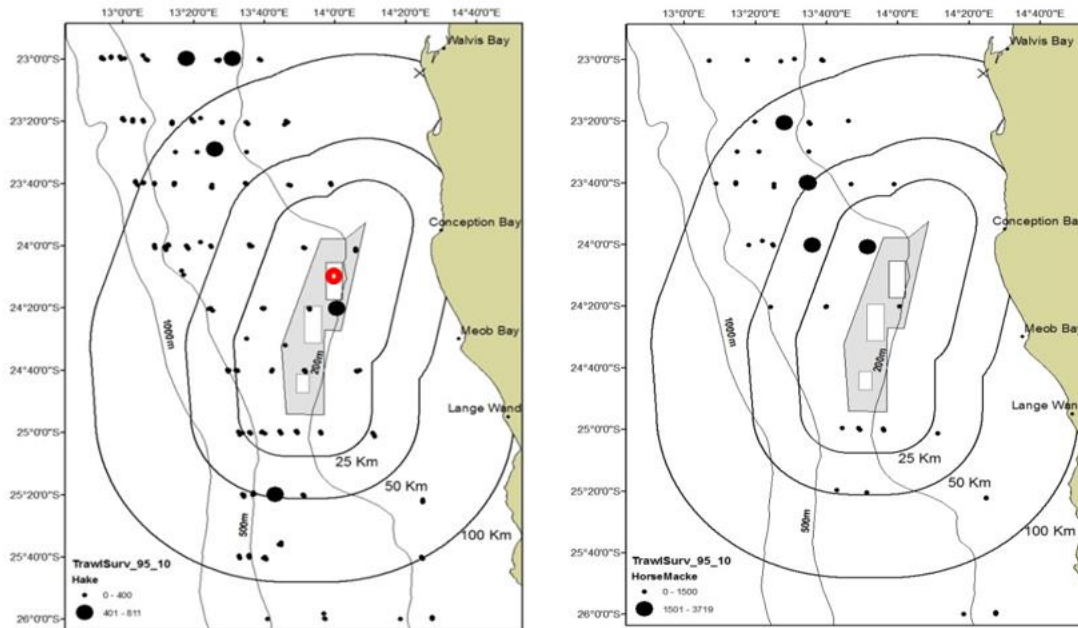 13°0'0"E 13°20'0"E 13°40'0"E 14°0'0"E 14°20'0"E 14°40'0"E
Walvis Bay
23°0'0"S
23°20'0"S
23°40'0"S
Conception Bay
24°0'0"S
24°20'0"S
Meob Bay
1000m
200m
24°40'0"S
Lange Wand
25°0'0"S
25 Km
25°20'0"S
50 Km
500m
100 Km
25°40'0"S
TrawlSurv_95_10
Hake
0 - 400
401 - 811
26°0'0"S
13°0'0"E 13°20'0"E 13°40'0"E 14°0'0"E 14°20'0"E 14°40'0"E
Walvis Bay
23°0'0"S
23°20'0"S
23°40'0"S
Conception Bay
24°0'0"S
24°20'0"S
Meob Bay
1000m
200m
24°40'0"S
Lange Wand
25°0'0"S
25 Km
25°20'0"S
50 Km
500m
100 Km
25°40'0"S
TrawlSurv_95_10
HorseMacke
0 - 1500
1501 - 3719
26°0'0"S